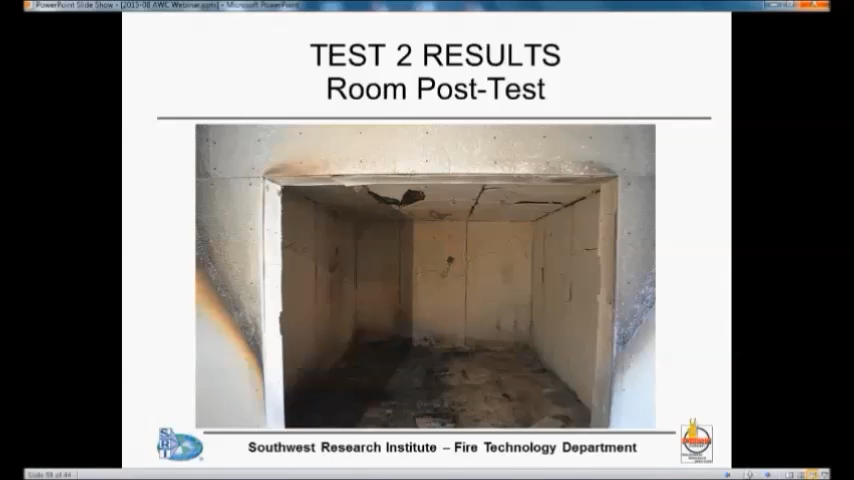 PowerPoint Slide Show - [2015-08 AWC Webinar.pptx] - Microsoft PowerPoint
TEST 2 RESULTS
Room Post-Test
Southwest Research Institute – Fire Technology Department